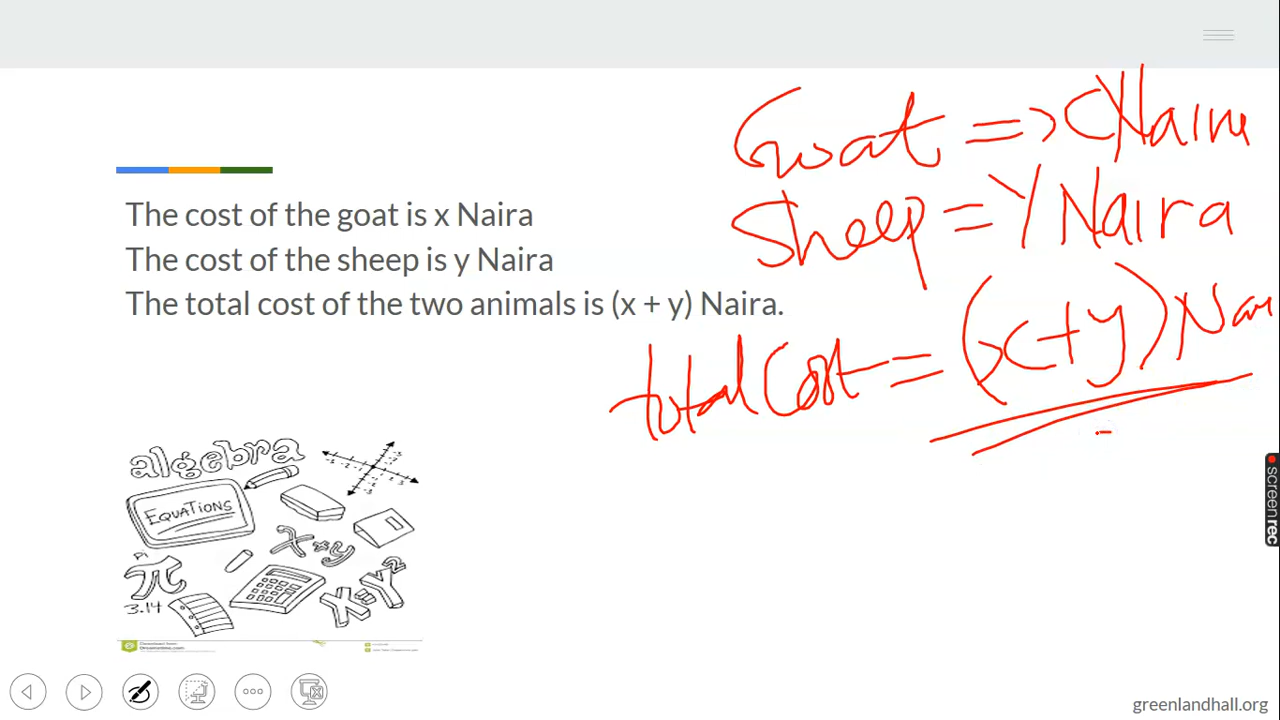 Goat => x Naira
Sheep = Y Naira
The cost of the goat is x Naira
The cost of the sheep is y Naira
The total cost of the two animals is (x + y) Naira.
total Cost = (x+y) Nai
algebra
EQUATIONS
x+y
π
3.14
X=Y²
screenrec
greenlandhall.org